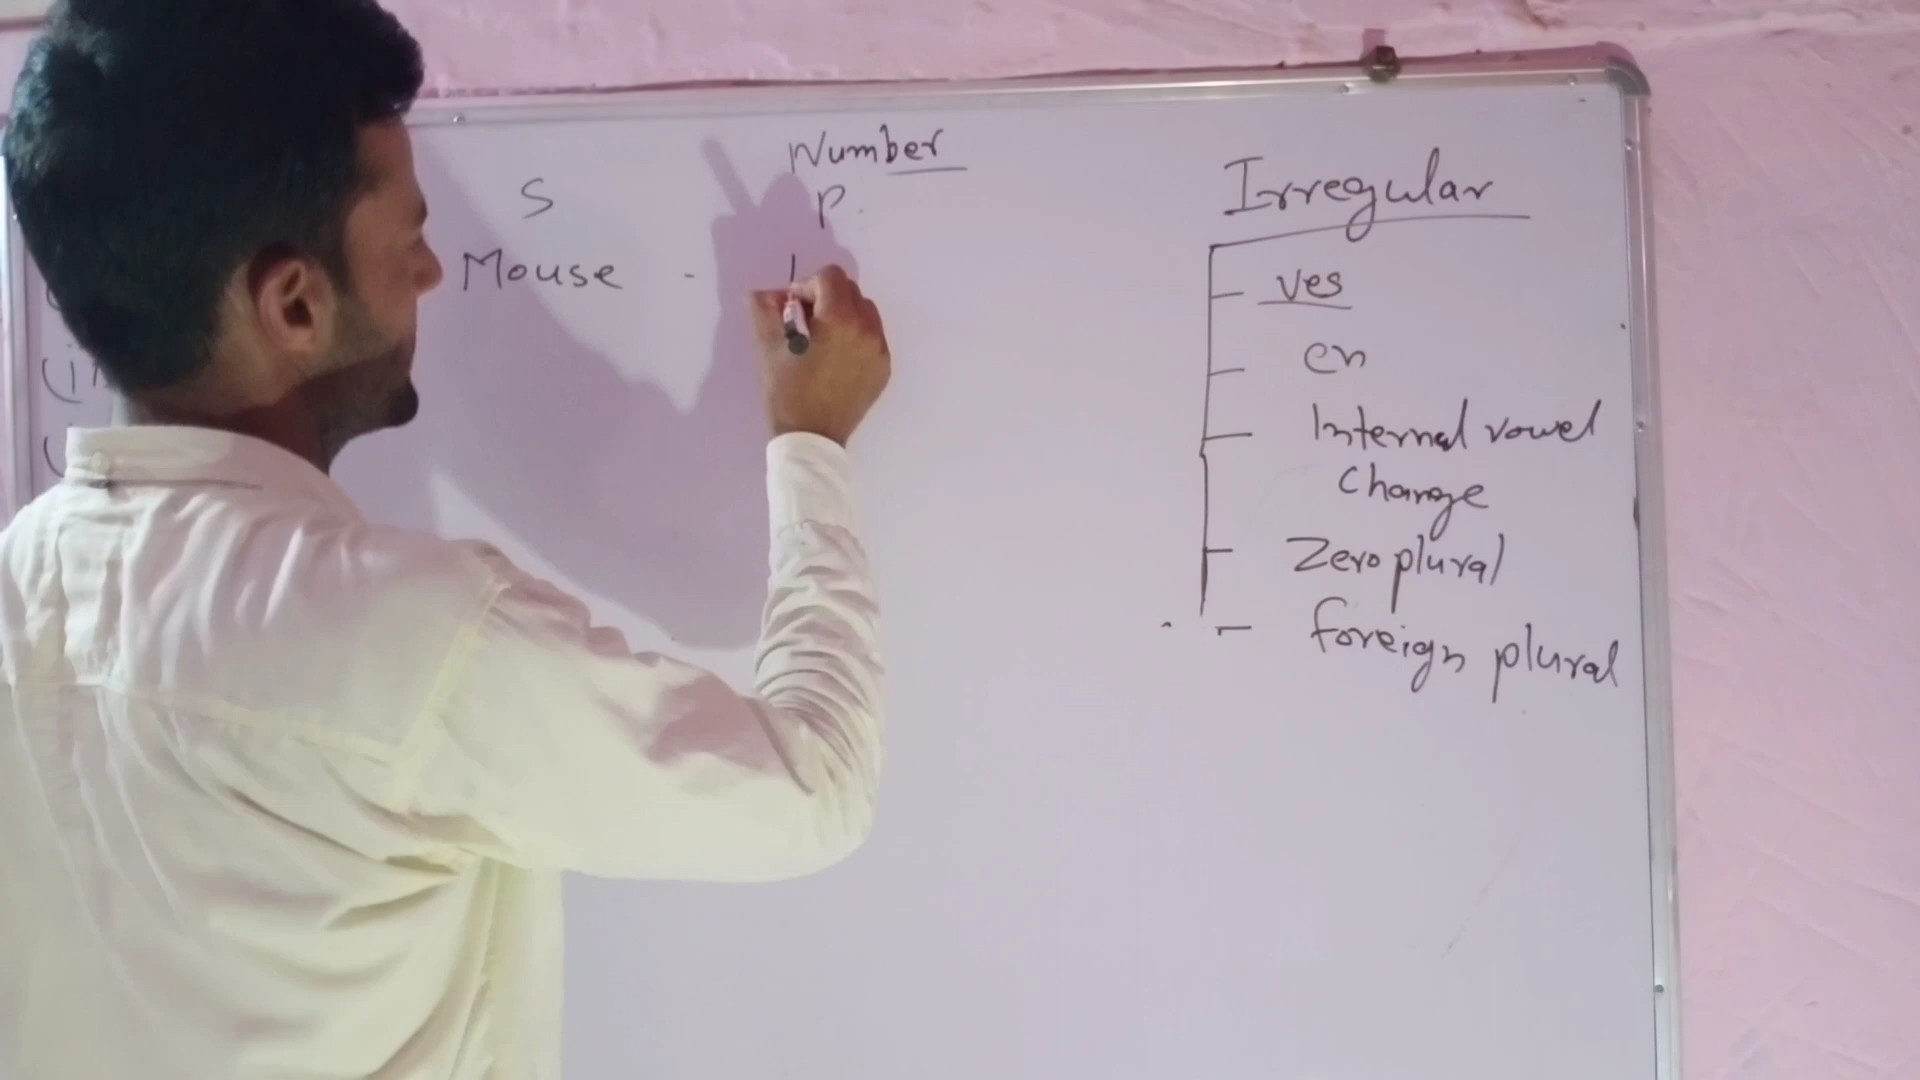 Number
S P.
Mouse -
Irregular
ves
en
Internal vowel
change
Zero plural
foreign plural